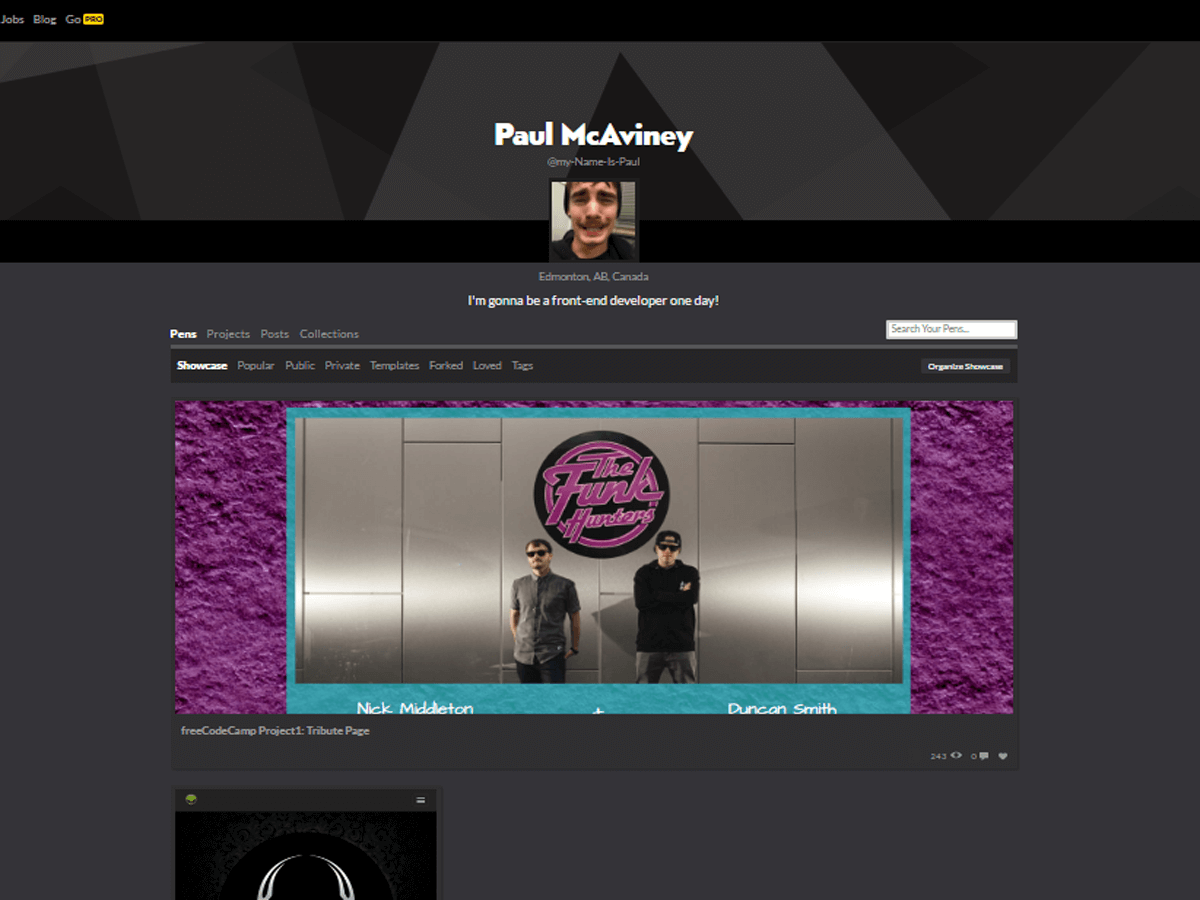 Jobs Blog Go PRO
Paul McAviney
@my-Name-Is-Paul
Edmonton, AB, Canada
I'm gonna be a front-end developer one day!
Pens Projects Posts Collections
Search Your Pens...
Showcase Popular Public Private Templates Forked Loved Tags
Organize Showcase
The
Funk
Hunters
Nick Middleton + Duncan Smith
freeCodeCamp Project1: Tribute Page
243 0